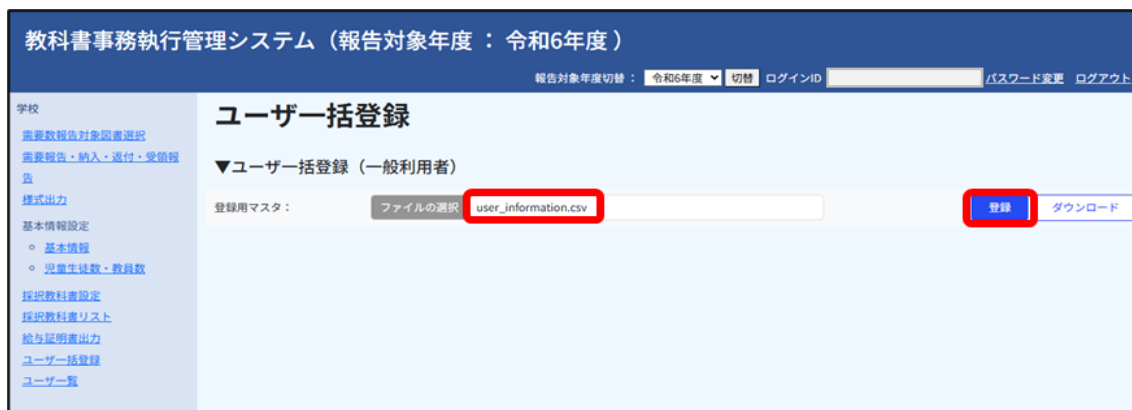 教科書事務執行管理システム（報告対象年度 ： 令和6年度 ）
報告対象年度切替 ： 令和6年度 切替 ログインID パスワード変更 ログアウト
学校
需要数報告対象図書選択
需要報告・納入・返付・受領報
告
様式出力
基本情報設定
基本情報
児童生徒数・教員数
採択教科書設定
採択教科書リスト
給与証明書出力
ユーザー括登録
ユーザ一覧
ユーザー括登録
▼ユーザー括登録（一般利用者）
登録用マスタ： ファイルの選択 user_information.csv 登録 ダウンロード